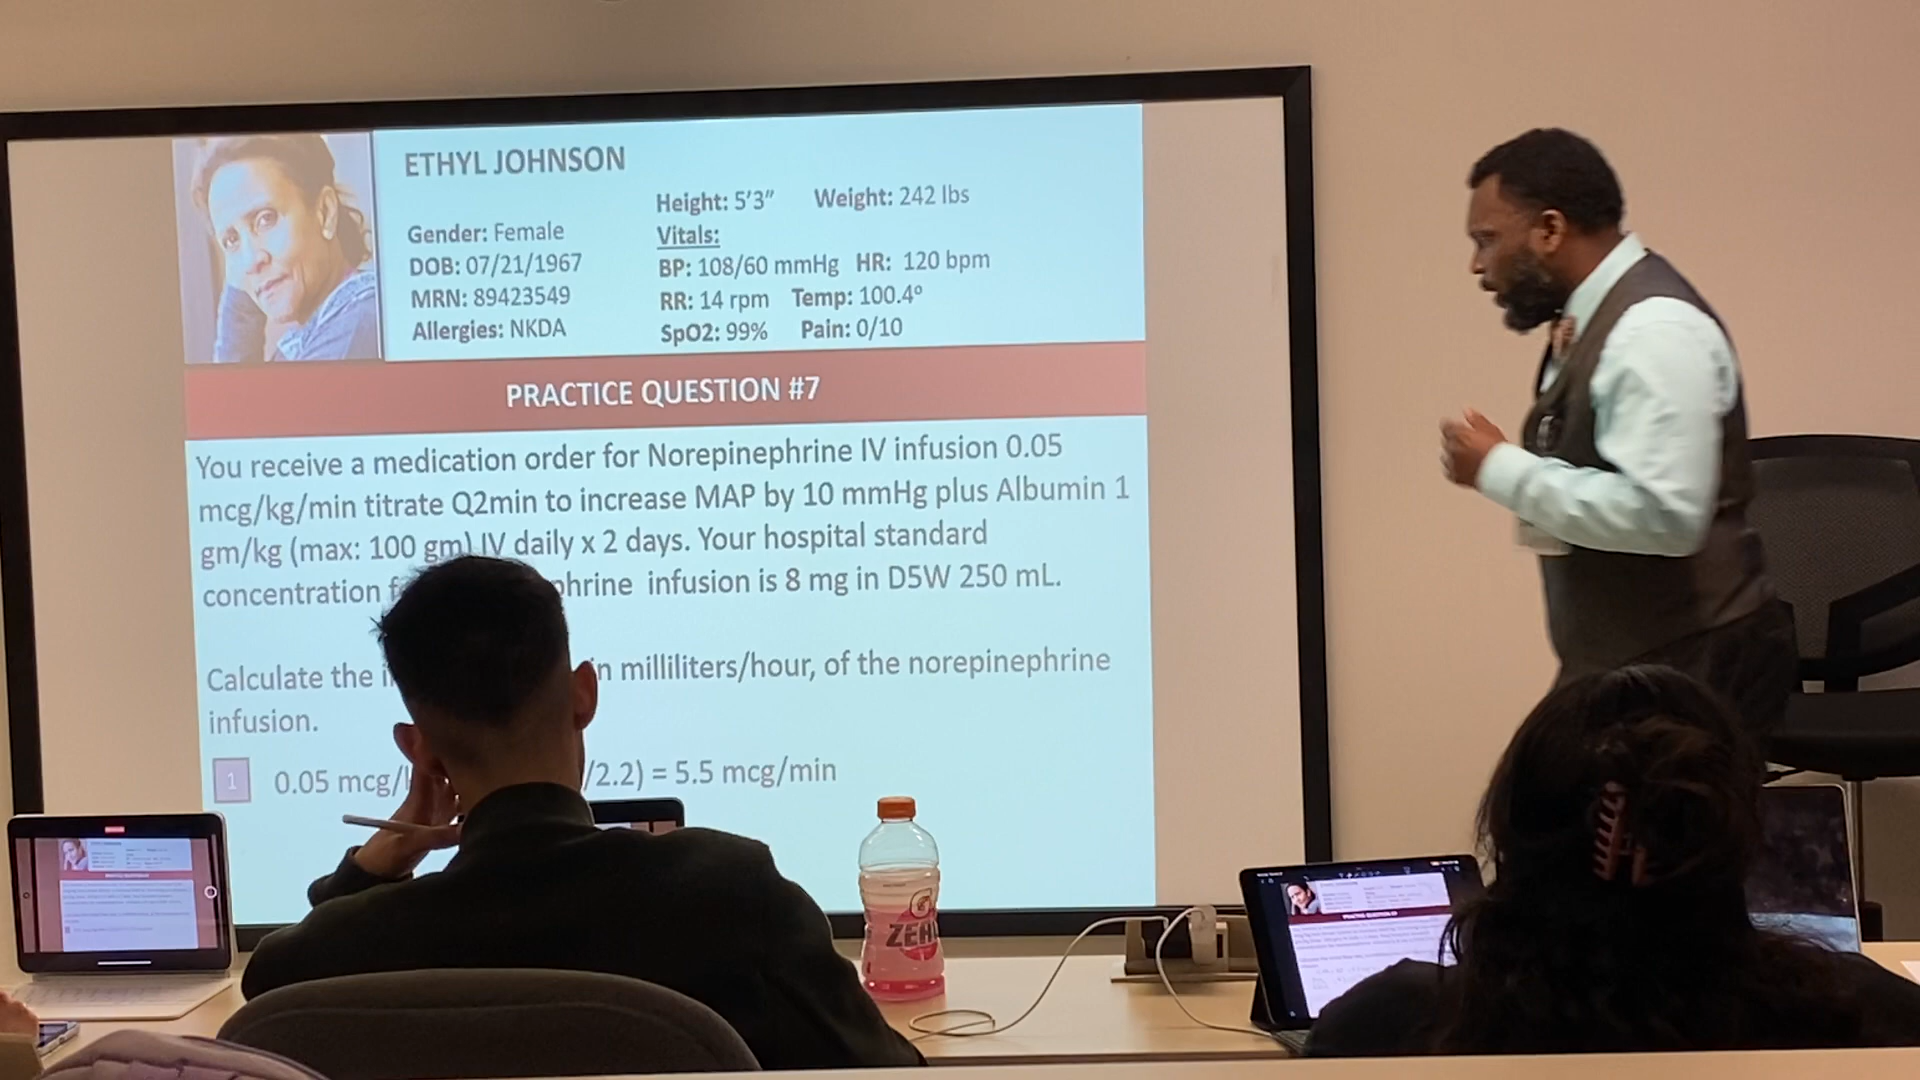 ETHYL JOHNSON
Height: 5'3" Weight: 242 lbs
Gender: Female Vitals:
DOB: 07/21/1967 BP: 108/60 mmHg HR: 120 bpm
MRN: 89423549 RR: 14 rpm Temp: 100.4º
Allergies: NKDA SpO2: 99% Pain: 0/10
PRACTICE QUESTION #7
You receive a medication order for Norepinephrine IV infusion 0.05
mcg/kg/min titrate Q2min to increase MAP by 10 mmHg plus Albumin 1
gm/kg (max: 100 gm) IV daily x 2 days. Your hospital standard
concentration infusion is 8 mg in D5W 250 mL.
Calculate the in milliliters/hour, of the norepinephrine
infusion.
1 0.05 mcg/ /2.2) = 5.5 mcg/min
ZER
PRACTICE QUESTION #7